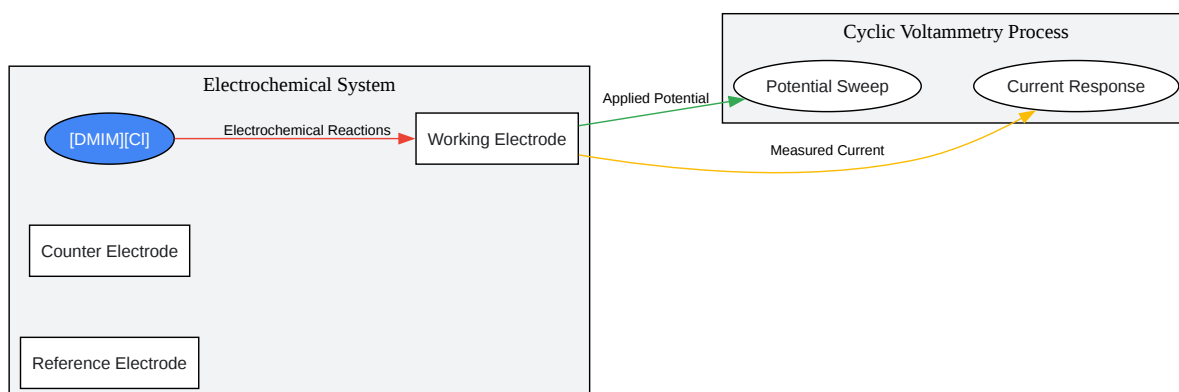 Cyclic Voltammetry Process
Electrochemical System
Potential Sweep
Current Response
Applied Potential
[DMIM][Cl]
Electrochemical Reactions
Working Electrode
Measured Current
Counter Electrode
Reference Electrode